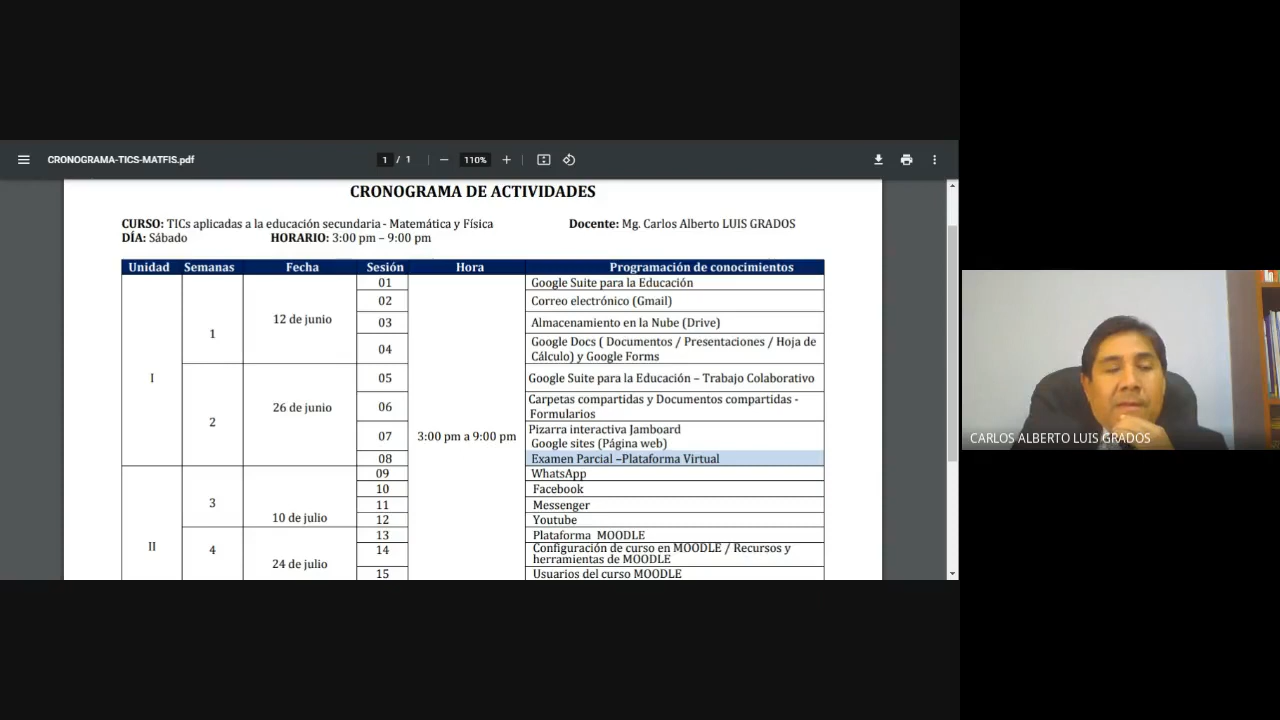 CRONOGRAMA-TICS-MATFIS.pdf
1 / 1
110%
CRONOGRAMA DE ACTIVIDADES
CURSO: TICs aplicadas a la educación secundaria - Matemática y Física
Docente: Mg. Carlos Alberto LUIS GRADOS
DÍA: Sábado
HORARIO: 3:00 pm – 9:00 pm
Unidad Semanas Fecha Sesión Hora Programación de conocimientos
01 Google Suite para la Educación
02 Correo electrónico (Gmail)
12 de junio
1
03 Almacenamiento en la Nube (Drive)
04 Google Docs ( Documentos / Presentaciones / Hoja de
Cálculo) y Google Forms
I
05 Google Suite para la Educación – Trabajo Colaborativo
26 de junio
2
06 Carpetas compartidas y Documentos compartidas -
Formularios
07 3:00 pm a 9:00 pm Pizarra interactiva Jamboard
Google sites (Página web)
08 Examen Parcial –Plataforma Virtual
09 WhatsApp
10 Facebook
3
11 Messenger
10 de julio
12 Youtube
II
13 Plataforma MOODLE
4
14 Configuración de curso en MOODLE / Recursos y
herramientas de MOODLE
24 de julio
15 Usuarios del curso MOODLE
CARLOS ALBERTO LUIS GRADOS